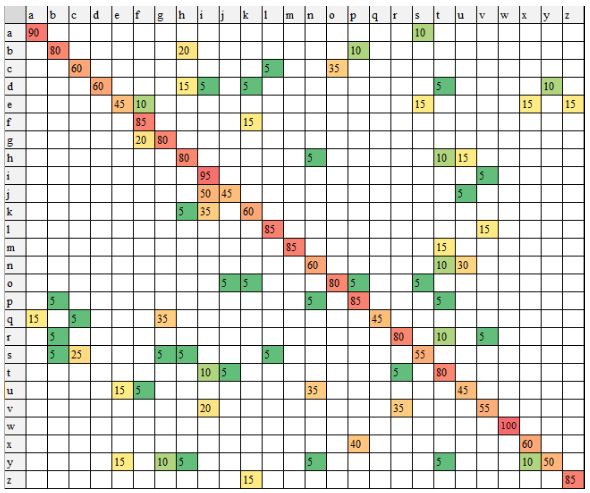 a b c d e f g h i j k l m n o p q r s t u v w x y z
a 90 10
b 80 20 10
c 60 5 35
d 60 15 5 5 5 10
e 45 10 15 15 15
f 85 15
g 20 80
h 80 5 10 15
i 95 5
j 50 45 5
k 5 35 60
l 85 15
m 85 15
n 60 10 30
o 5 5 80 5 5
p 5 5 85 5
q 15 5 35 45
r 5 80 10 5
s 5 25 5 5 5 55
t 10 5 5 80
u 15 5 35 45
v 20 35 55
w 100
x 40 60
y 15 10 5 5 5 10 50
z 15 85